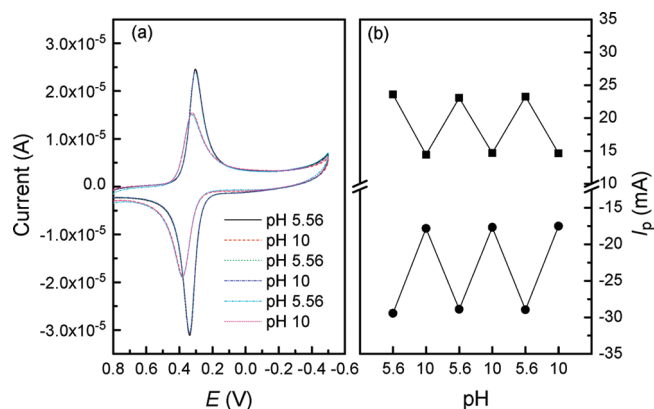 (a)
Current (A)
3.0x10-5
2.0x10-5
1.0x10-5
0.0
-1.0x10-5
-2.0x10-5
-3.0x10-5
pH 5.56
pH 10
pH 5.56
pH 10
pH 5.56
pH 10
0.8 0.6 0.4 0.2 0.0 -0.2 -0.4 -0.6
E (V)
(b)
35
30
25
20
15
10
-10
-15
-20
-25
-30
-35
Ip (mA)
5.6 10 5.6 10 5.6 10
pH